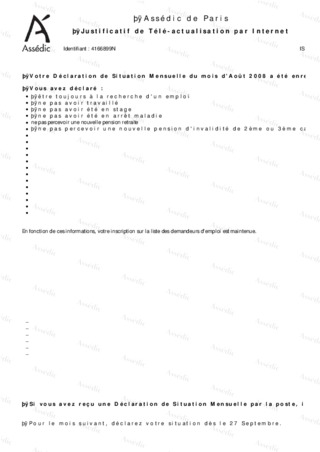 þÿAssédic de Paris
þÿJustificatif de Télé-actualisation par Internet
Assédic
Identifiant : 4166899N
IS
þÿVotre Déclaration de Situation Mensuelle du mois d'Août 2008 a été enre
þÿVous avez déclaré :
• þÿêtre toujours à la recherche d'un emploi
• þÿne pas avoir travaillé
• þÿne pas avoir été en stage
• þÿne pas avoir été en arrêt maladie
• ne pas percevoir une nouvelle pension retraite
• þÿne pas percevoir une nouvelle pension d'invalidité de 2ème ou 3ème ca
En fonction de ces informations, votre inscription sur la liste des demandeurs d'emploi est maintenue.
þÿSi vous avez reçu une Déclaration de Situation Mensuelle par la poste, i
þÿPour le mois suivant, déclarez votre situation dès le 27 Septembre.